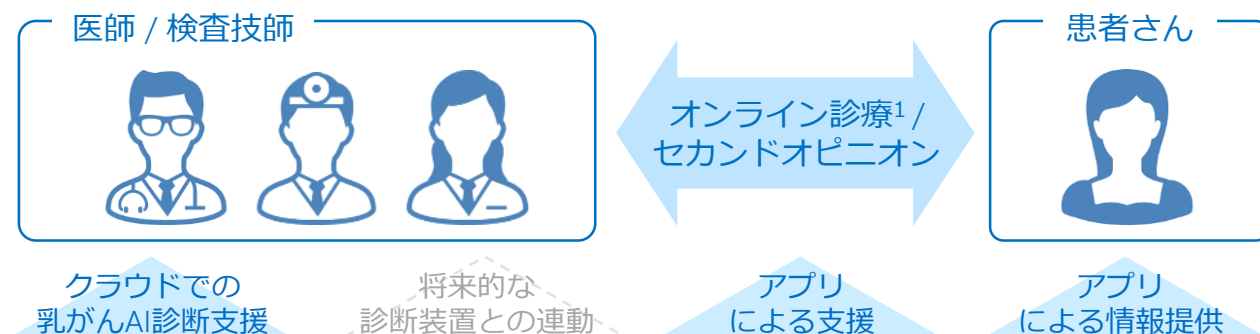 医師 / 検査技師
患者さん
オンライン診療1 /
セカンドオピニオン
クラウドでの
乳がんAI診断支援
将来的な
診断装置との連動
アプリ
による支援
アプリ
による情報提供